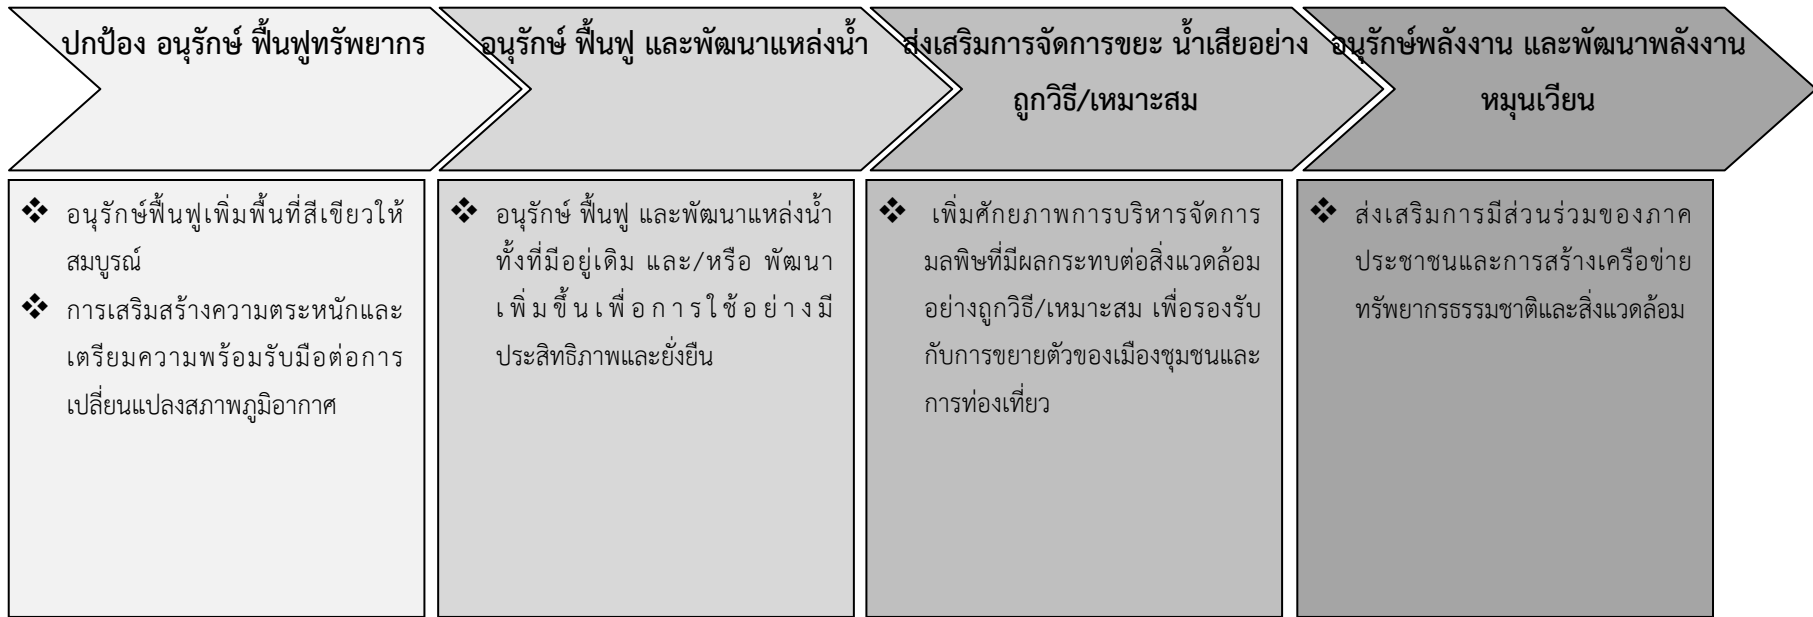 ปกป้อง อนุรักษ์ ฟื้นฟูทรัพยากร
อนุรักษ์ ฟื้นฟู และพัฒนาแหล่งน้ำ
ส่งเสริมการจัดการขยะ น้ำเสียอย่าง
ถูกวิธี/เหมาะสม
อนุรักษ์พลังงาน และพัฒนาพลังงาน
หมุนเวียน
❖ อนุรักษ์ฟื้นฟูเพิ่มพื้นที่สีเขียวให้
สมบูรณ์
❖ การเสริมสร้างความตระหนักและ
เตรียมความพร้อมรับมือต่อการ
เปลี่ยนแปลงสภาพภูมิอากาศ
❖ อนุรักษ์ ฟื้นฟู และพัฒนาแหล่งน้ำ
ทั้งที่มีอยู่เดิม และ/หรือ พัฒนา
เพิ่มขึ้นเพื่อการใช้อย่างมี
ประสิทธิภาพและยั่งยืน
❖ เพิ่มศักยภาพการบริหารจัดการ
มลพิษที่มีผลกระทบต่อสิ่งแวดล้อม
อย่างถูกวิธี/เหมาะสม เพื่อรองรับ
กับการขยายตัวของเมืองชุมชนและ
การท่องเที่ยว
❖ ส่งเสริมการมีส่วนร่วมของภาค
ประชาชนและการสร้างเครือข่าย
ทรัพยากรธรรมชาติและสิ่งแวดล้อม